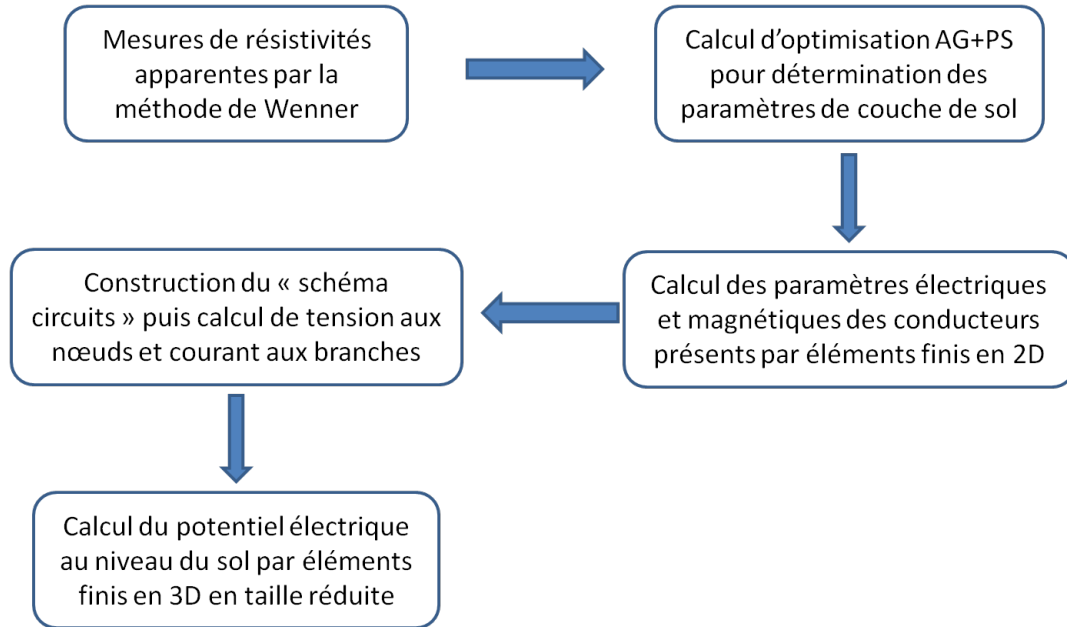 Mesures de résistivités
apparentes par la
méthode de Wenner
Calcul d’optimisation AG+PS
pour détermination des
paramètres de couche de sol
Calcul des paramètres électriques
et magnétiques des conducteurs
présents par éléments finis en 2D
Construction du « schéma
circuits » puis calcul de tension aux
nœuds et courant aux branches
Calcul du potentiel électrique
au niveau du sol par éléments
finis en 3D en taille réduite